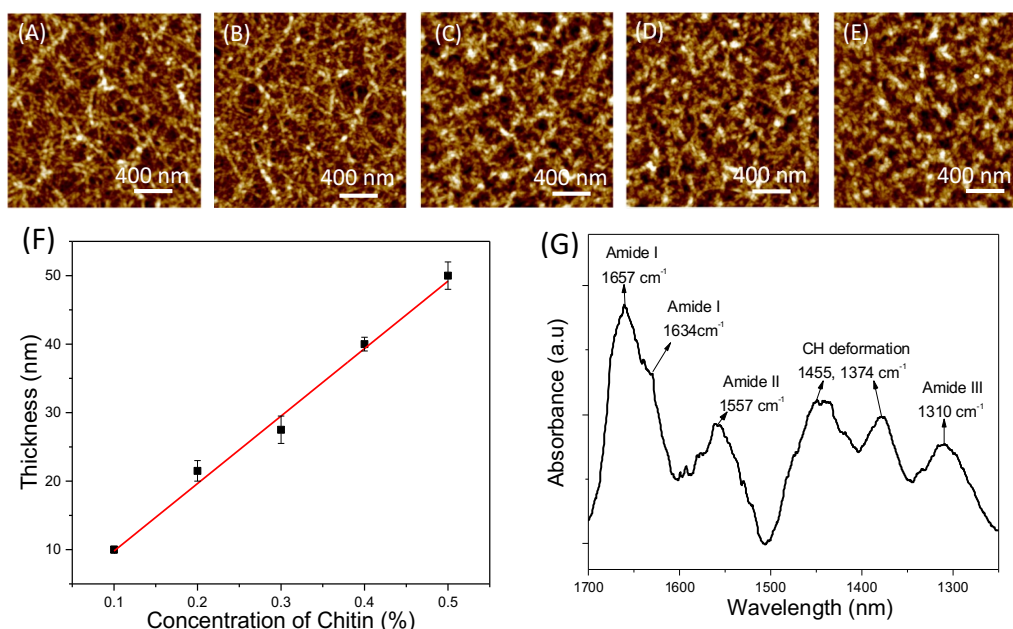 (A)
400 nm
(B)
400 nm
(C)
400 nm
(D)
400 nm
(E)
400 nm
(F)
Thickness (nm)
50
40
30
20
10
0.1 0.2 0.3 0.4 0.5
Concentration of Chitin (%)
(G)
Absorbance (a.u)
Amide I
1657 cm⁻¹
Amide I
1634cm⁻¹
Amide II
1557 cm⁻¹
CH deformation
1455, 1374 cm⁻¹
Amide III
1310 cm⁻¹
1700 1600 1500 1400 1300
Wavelength (nm)